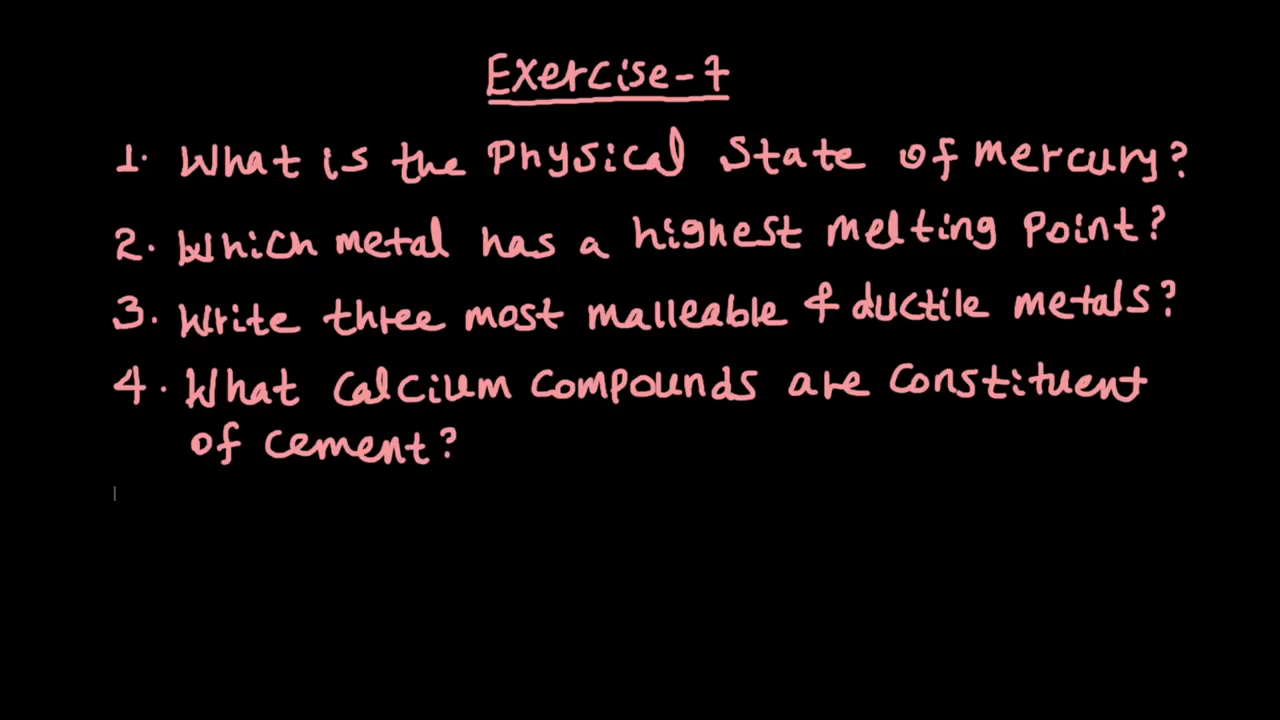 Exercise-7
1. What is the Physical State of mercury?
2. Which metal has a highest melting point?
3. Write three most malleable & ductile metals?
4. What Calcium Compounds are Constituent
of cement?